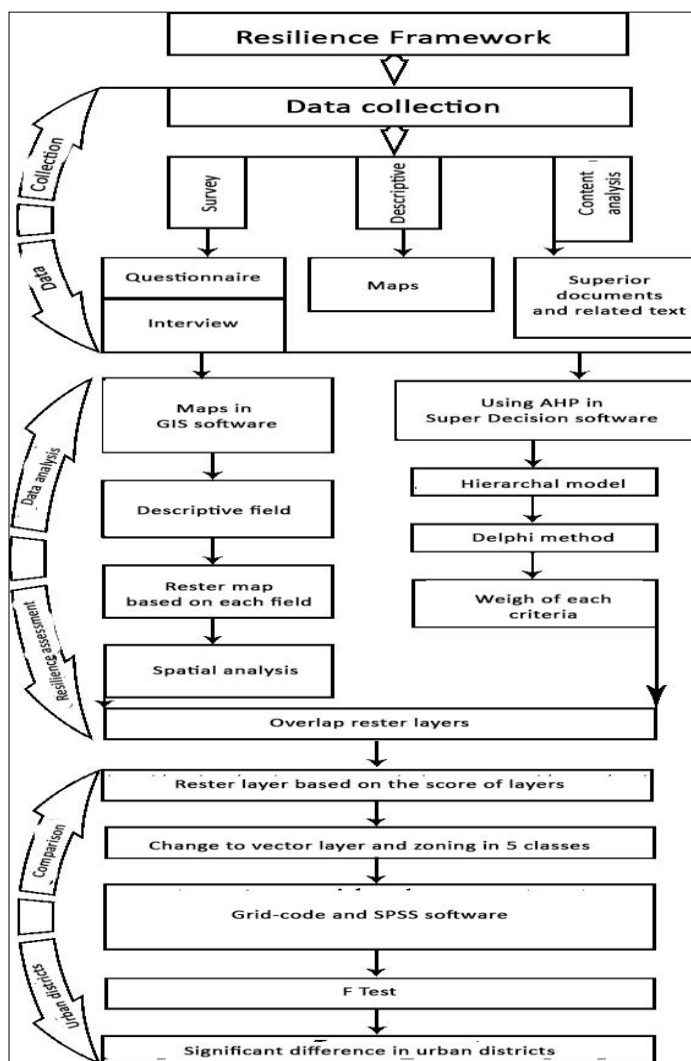 Resilience Framework
Data collection
Collection
Data
Survey
Descriptive
Content
analysis
Questionnaire
Interview
Maps
Superior
documents
and related text
Data analysis
Resilience assessment
Maps in
GIS software
Descriptive field
Rester map
based on each field
Spatial analysis
Using AHP in
Super Decision software
Hierarchal model
Delphi method
Weigh of each
criteria
Overlap rester layers
Comparison
Urban districts
Rester layer based on the score of layers
Change to vector layer and zoning in 5 classes
Grid-code and SPSS software
F Test
Significant difference in urban districts